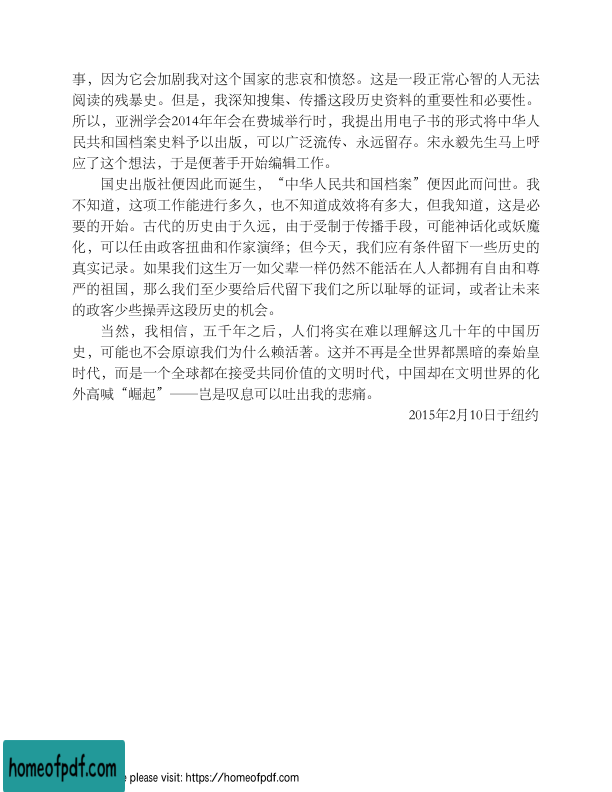 事，因为它会加剧我对这个国家的悲哀和愤怒。这是一段正常心智的人无法
阅读的残暴史。但是，我深知搜集、传播这段历史资料的重要性和必要性。
所以，亚洲学会2014年年会在费城举行时，我提出用电子书的形式将中华人
民共和国档案史料予以出版，可以广泛流传、永远留存。宋永毅先生马上呼
应了这个想法，于是便著手开始编辑工作。
国史出版社便因此而诞生，“中华人民共和国档案”便因此而问世。我
不知道，这项工作能进行多久，也不知道成效将有多大，但我知道，这是必
要的开始。古代的历史由于久远，由于受制于传播手段，可能神话化或妖魔
化，可以任由政客扭曲和作家演绎；但今天，我们应有条件留下一些历史的
真实记录。如果我们这生万一如父辈一样仍然不能活在人人都拥有自由和尊
严的祖国，那么我们至少要给后代留下我们之所以耻辱的证词，或者让未来
的政客少些操弄这段历史的机会。
当然，我相信，五千年之后，人们将实在难以理解这几十年的中国历
史，可能也不会原谅我们为什么赖活著。这并不再是全世界都黑暗的秦始皇
时代，而是一个全球都在接受共同价值的文明时代，中国却在文明世界的化
外高喊“崛起”——岂是叹息可以吐出我的悲痛。
2015年2月10日于纽约
homeofpdf.com
e please visit: https://homeofpdf.com